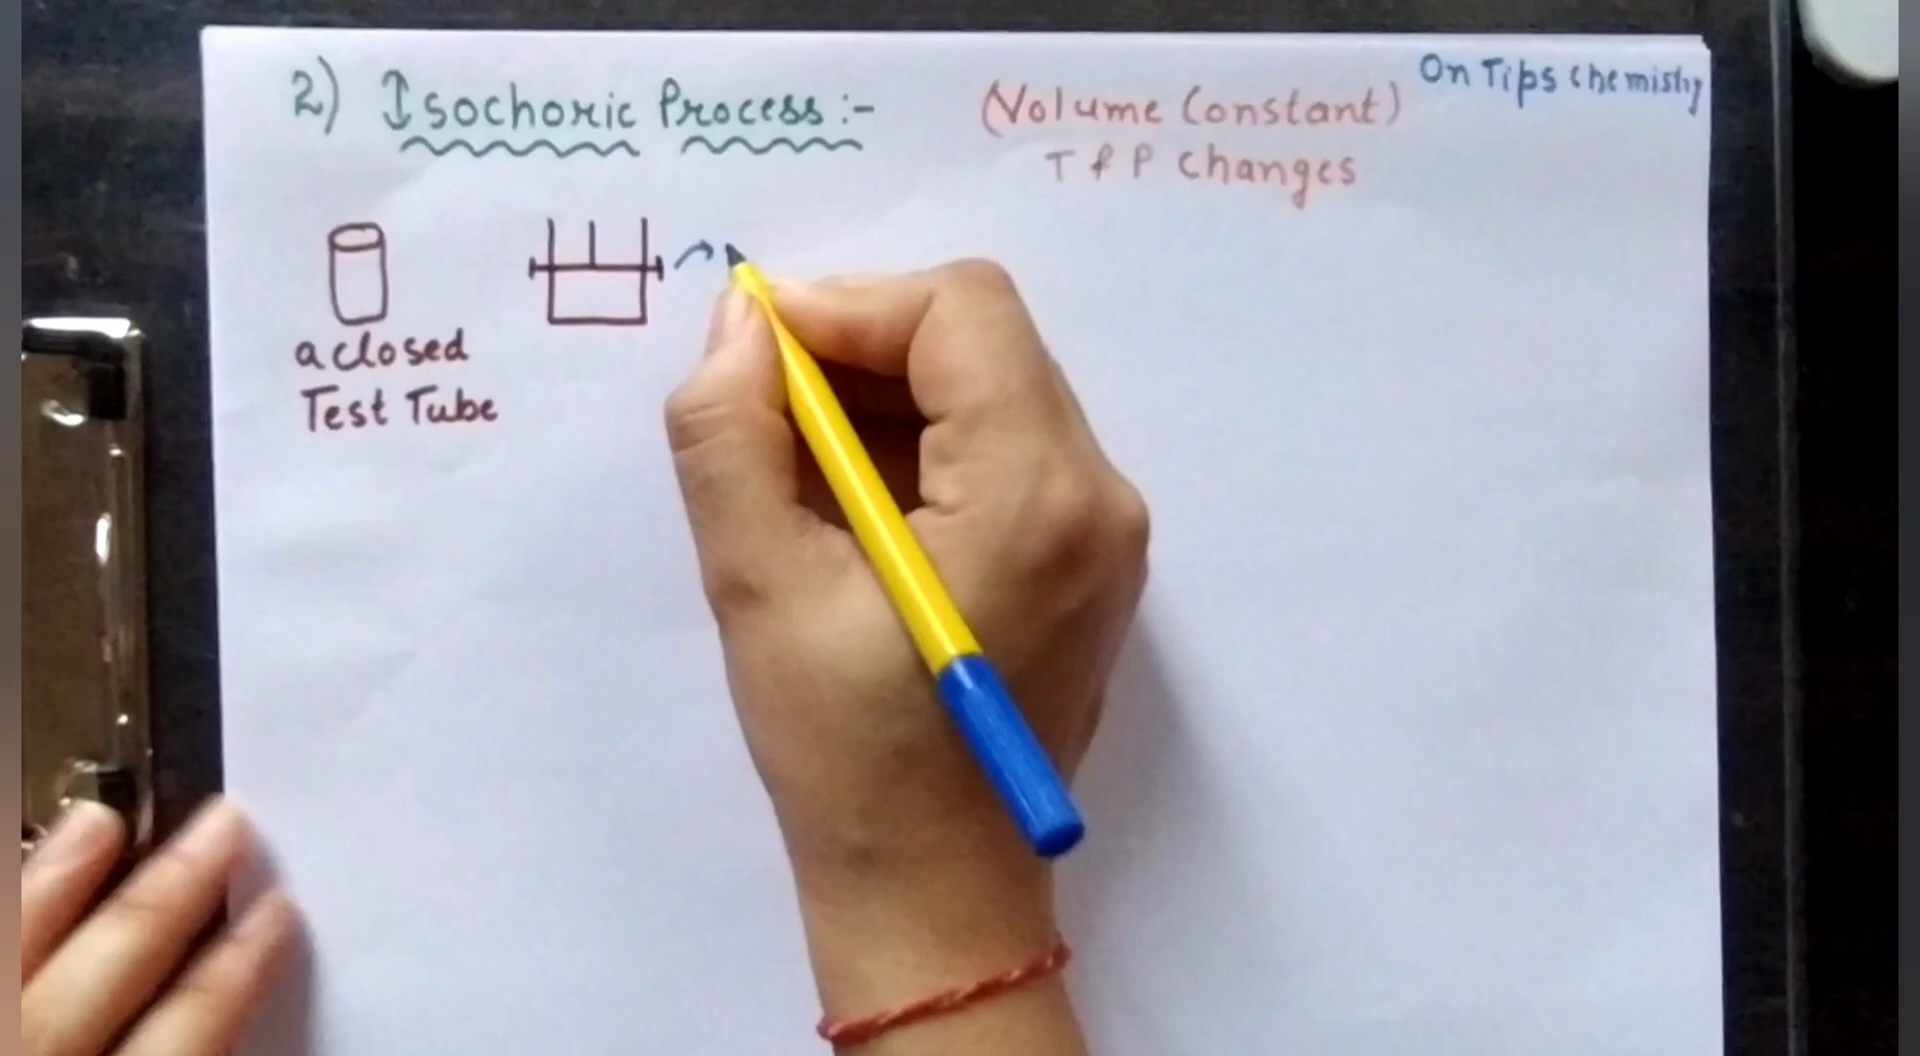 On Tips chemistry
2) Isochoric Process :- (Volume Constant)
T & P Changes
a closed
Test Tube